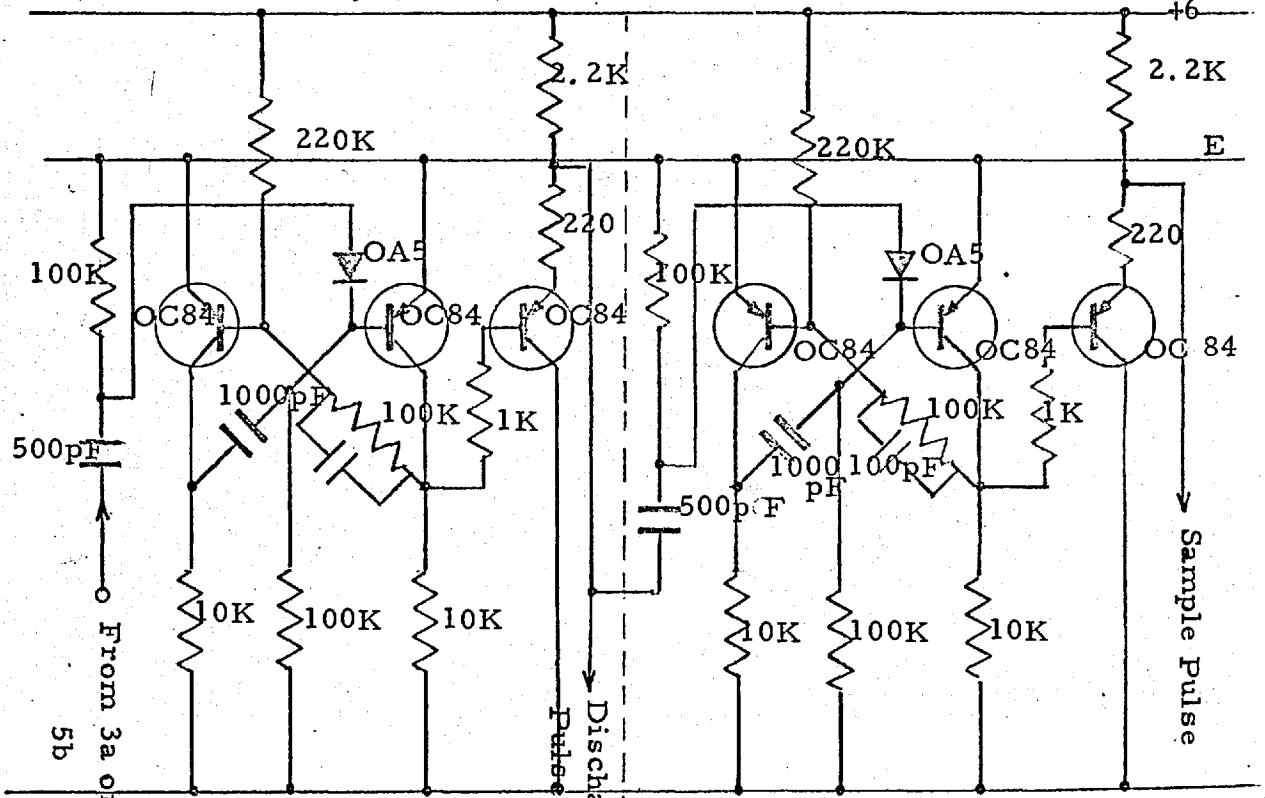 +6
2.2K
2.2K
220K
220K
E
220
220
OA5
OA5
100K
100K
OC84
OC84
OC84
OC84
OC84
OC 84
1000pF
100K
1K
100K
1K
500pF
1000
pF
100pF
500pF
10K
100K
10K
10K
100K
10K
From 3a or
5b
Discha
Pulse
Sample Pulse